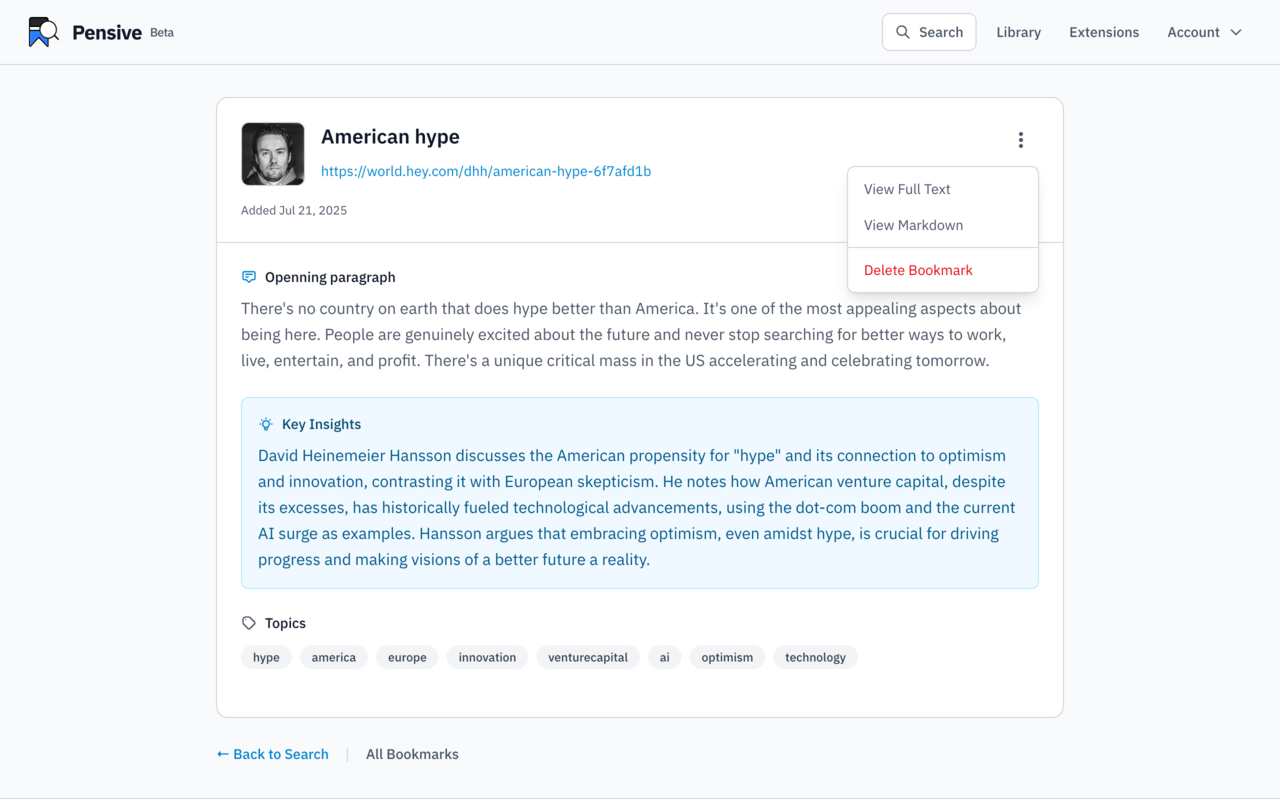 Pensive Beta
Search
Library
Extensions
Account
American hype
https://world.hey.com/dhh/american-hype-6f7afd1b
Added Jul 21, 2025
View Full Text
View Markdown
Delete Bookmark
Openning paragraph
There's no country on earth that does hype better than America. It's one of the most appealing aspects about
being here. People are genuinely excited about the future and never stop searching for better ways to work,
live, entertain, and profit. There's a unique critical mass in the US accelerating and celebrating tomorrow.
Key Insights
David Heinemeier Hansson discusses the American propensity for "hype" and its connection to optimism
and innovation, contrasting it with European skepticism. He notes how American venture capital, despite
its excesses, has historically fueled technological advancements, using the dot-com boom and the current
AI surge as examples. Hansson argues that embracing optimism, even amidst hype, is crucial for driving
progress and making visions of a better future a reality.
Topics
hype
america
europe
innovation
venturecapital
ai
optimism
technology
← Back to Search
All Bookmarks